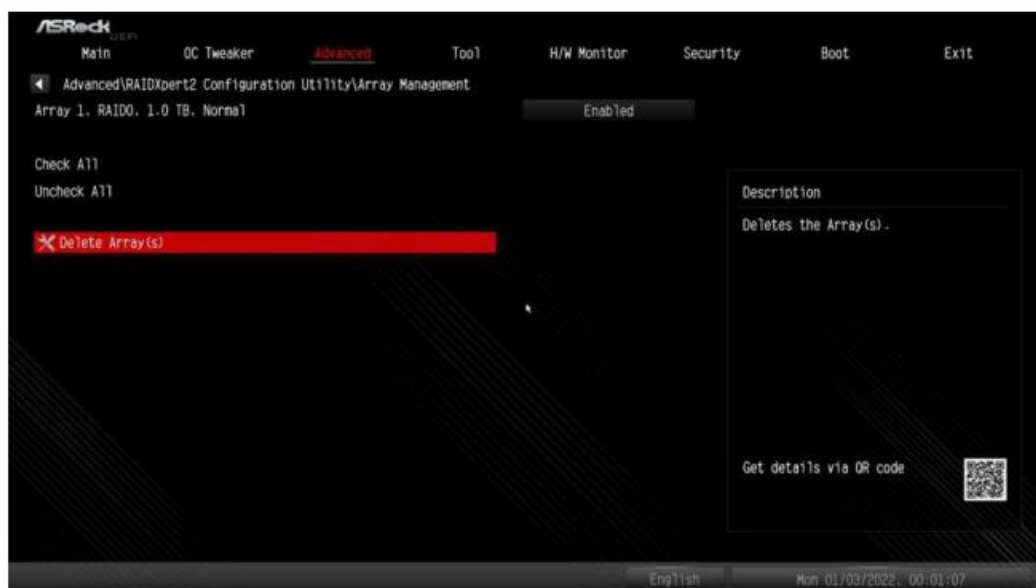 ASRock
UEFI
Main OC Tweaker Advanced Tool H/W Monitor Security Boot Exit
Advanced\RAIDXpert2 Configuration Utility\Array Management
Array 1, RAID0, 1.0 TB, Normal Enabled
Check All
Uncheck All
Description
Deletes the Array(s).
Delete Array(s)
Get details via QR code
English Mon 01/03/2022, 00:01:07